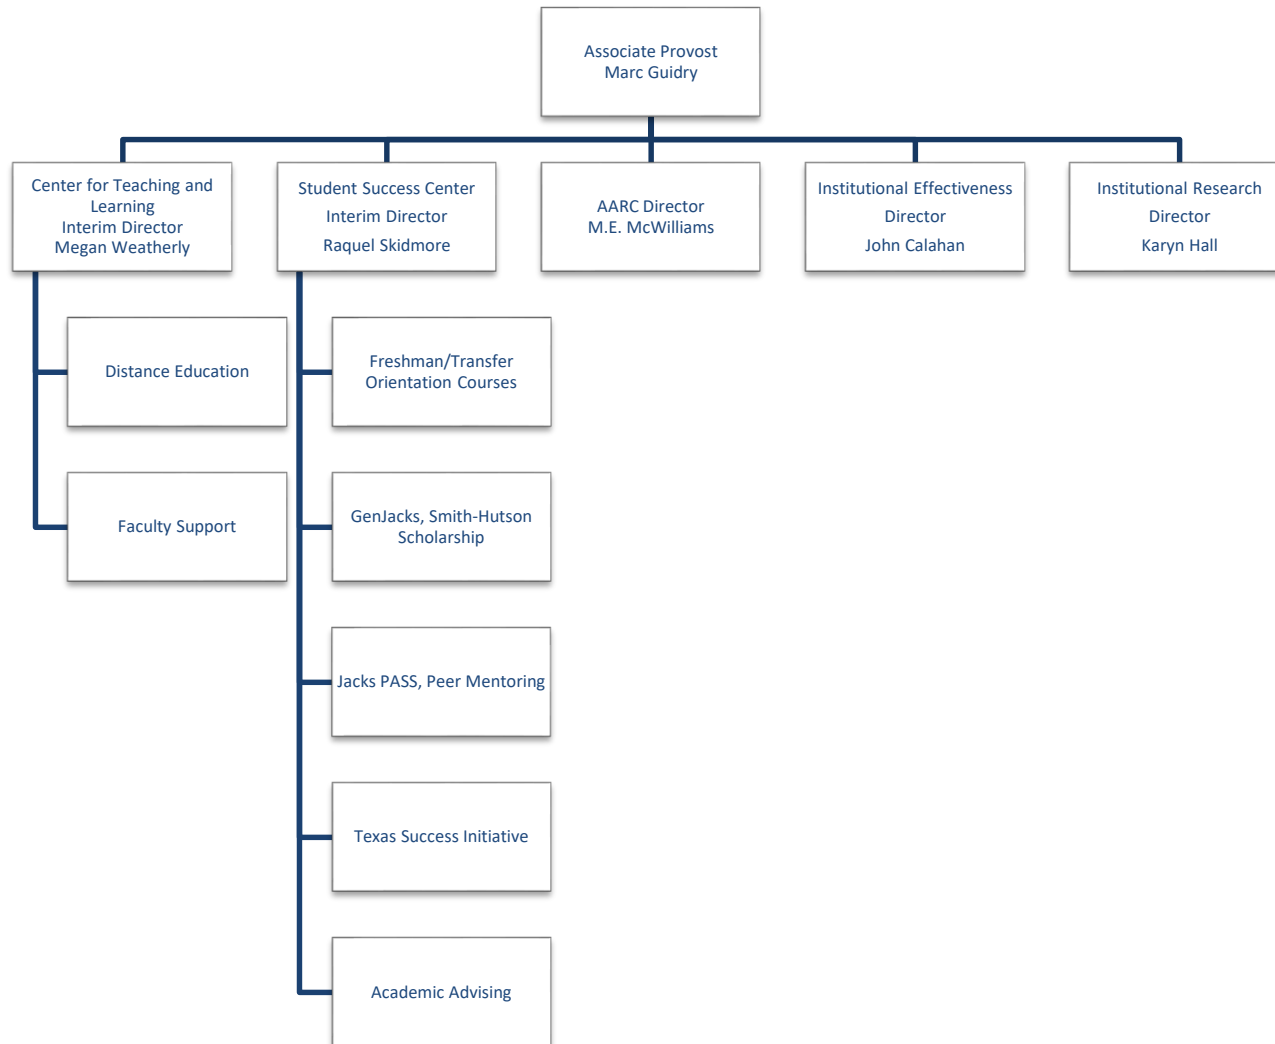 Associate Provost
Marc Guidry
Center for Teaching and
Learning
Interim Director
Megan Weatherly
Student Success Center
Interim Director
Raquel Skidmore
AARC Director
M.E. McWilliams
Institutional Effectiveness
Director
John Calahan
Institutional Research
Director
Karyn Hall
Distance Education
Faculty Support
Freshman/Transfer
Orientation Courses
GenJacks, Smith-Hutson
Scholarship
Jacks PASS, Peer Mentoring
Texas Success Initiative
Academic Advising